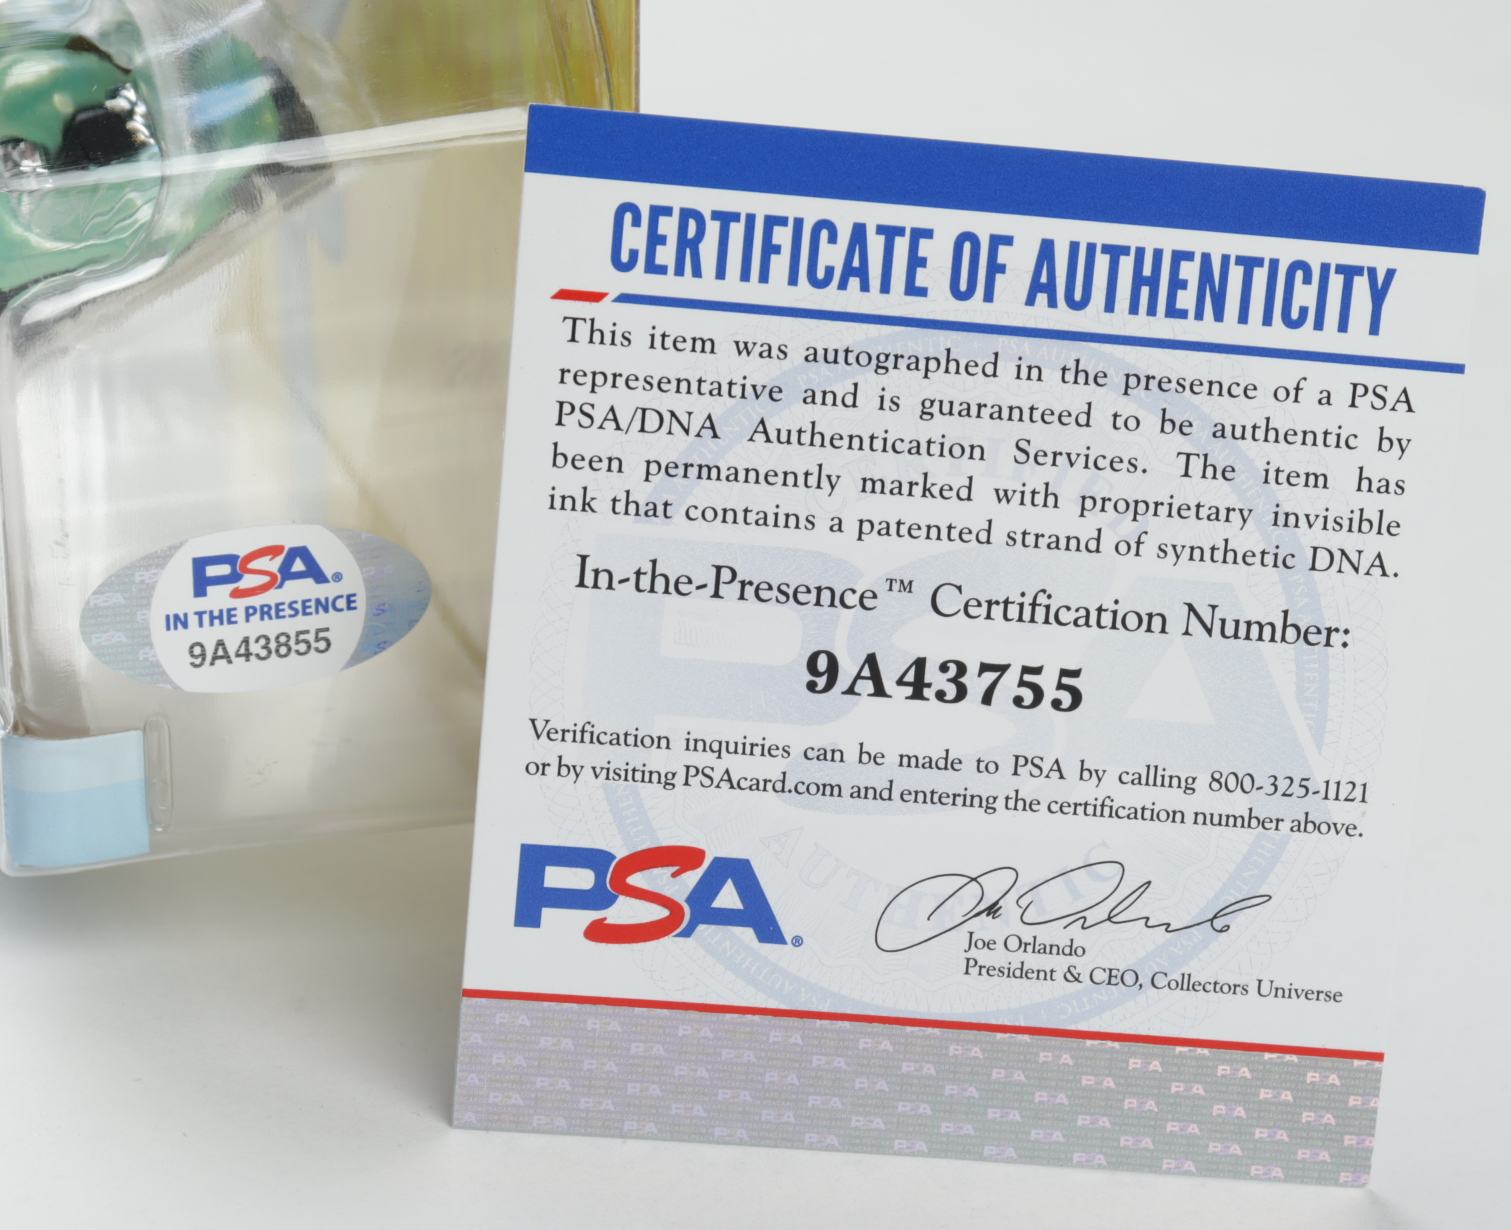 PSA®
IN THE PRESENCE
9A43855
CERTIFICATE OF AUTHENTICITY
This item was autographed in the presence of a PSA
representative and is guaranteed to be authentic by
PSA/DNA Authentication Services. The item has
been permanently marked with proprietary invisible
ink that contains a patented strand of synthetic DNA.
In-the-Presence™ Certification Number:
9A43755
Verification inquiries can be made to PSA by calling 800-325-1121
or by visiting PSAcard.com and entering the certification number above.
PSA®
Joe Orlando
President & CEO, Collectors Universe